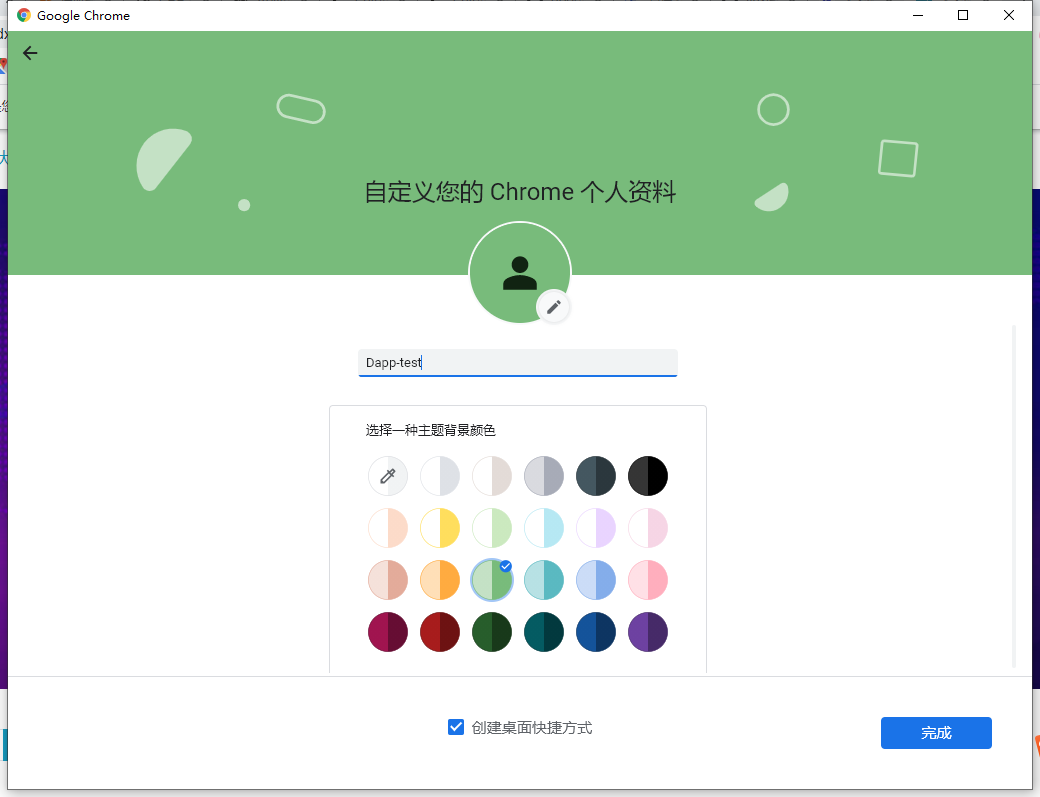 Google Chrome
自定义您的 Chrome 个人资料
Dapp-test
选择一种主题背景颜色
创建桌面快捷方式
完成